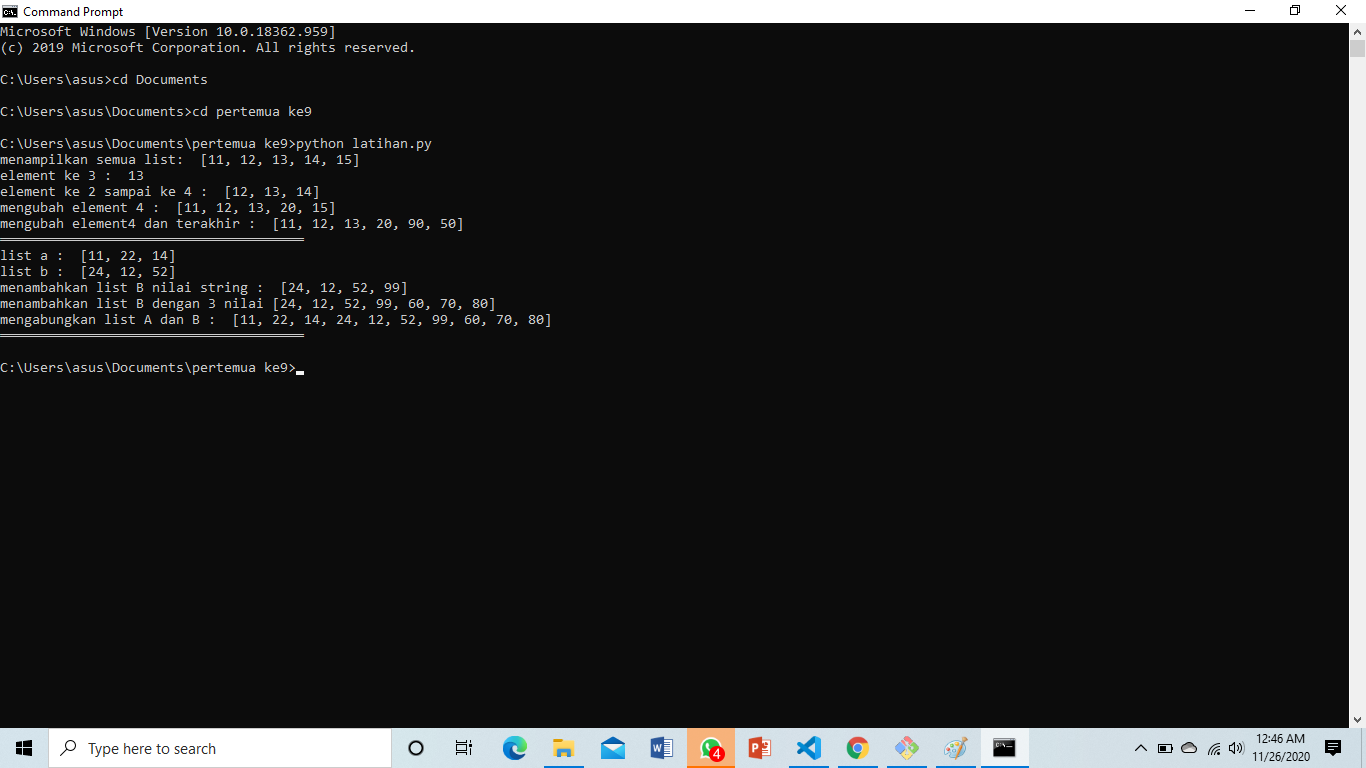 Command Prompt
Microsoft Windows [Version 10.0.18362.959]
(c) 2019 Microsoft Corporation. All rights reserved.
C:\Users\asus>cd Documents
C:\Users\asus\Documents>cd pertemua ke9
C:\Users\asus\Documents\pertemua ke9>python latihan.py
menampilkan semua list:  [11, 12, 13, 14, 15]
element ke 3 :  13
element ke 2 sampai ke 4 :  [12, 13, 14]
mengubah element 4 :  [11, 12, 13, 20, 15]
mengubah element4 dan terakhir :  [11, 12, 13, 20, 90, 50]
══════════════════════════════════════
list a :  [11, 22, 14]
list b :  [24, 12, 52]
menambahkan list B nilai string :  [24, 12, 52, 99]
menambahkan list B dengan 3 nilai [24, 12, 52, 99, 60, 70, 80]
mengabungkan list A dan B :  [11, 22, 14, 24, 12, 52, 99, 60, 70, 80]
══════════════════════════════════════
C:\Users\asus\Documents\pertemua ke9>
Type here to search
4
12:46 AM
11/26/2020